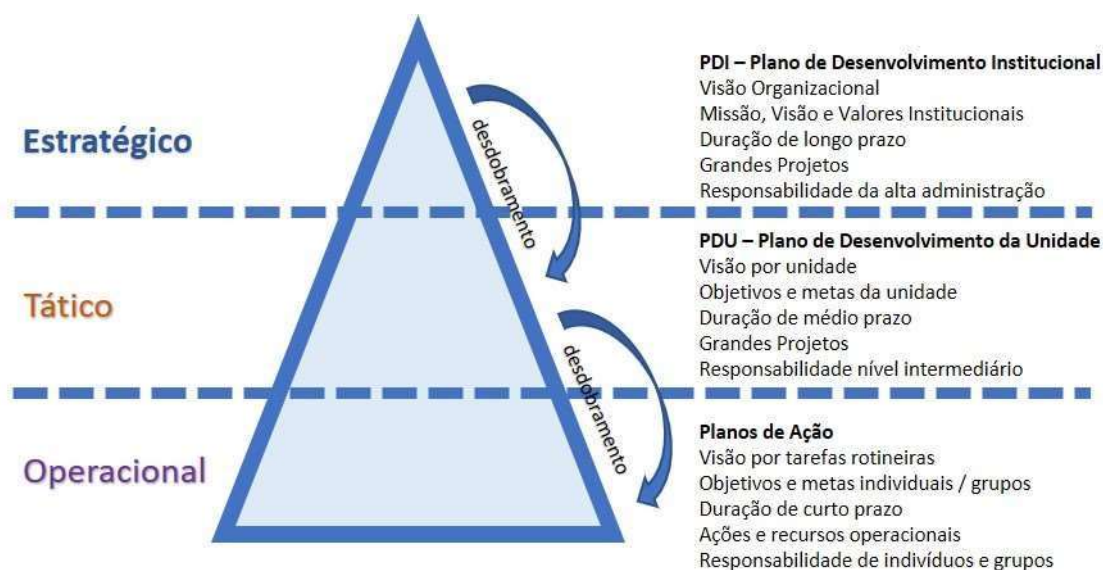 Estratégico
desdobramento
PDI – Plano de Desenvolvimento Institucional
Visão Organizacional
Missão, Visão e Valores Institucionais
Duração de longo prazo
Grandes Projetos
Responsabilidade da alta administração
Tático
desdobramento
PDU – Plano de Desenvolvimento da Unidade
Visão por unidade
Objetivos e metas da unidade
Duração de médio prazo
Grandes Projetos
Responsabilidade nível intermediário
Operacional
Planos de Ação
Visão por tarefas rotineiras
Objetivos e metas individuais / grupos
Duração de curto prazo
Ações e recursos operacionais
Responsabilidade de indivíduos e grupos